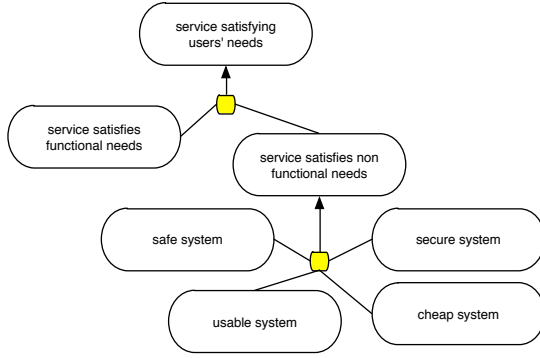 service satisfying
users' needs
service satisfies
functional needs
service satisfies non
functional needs
safe system
secure system
usable system
cheap system